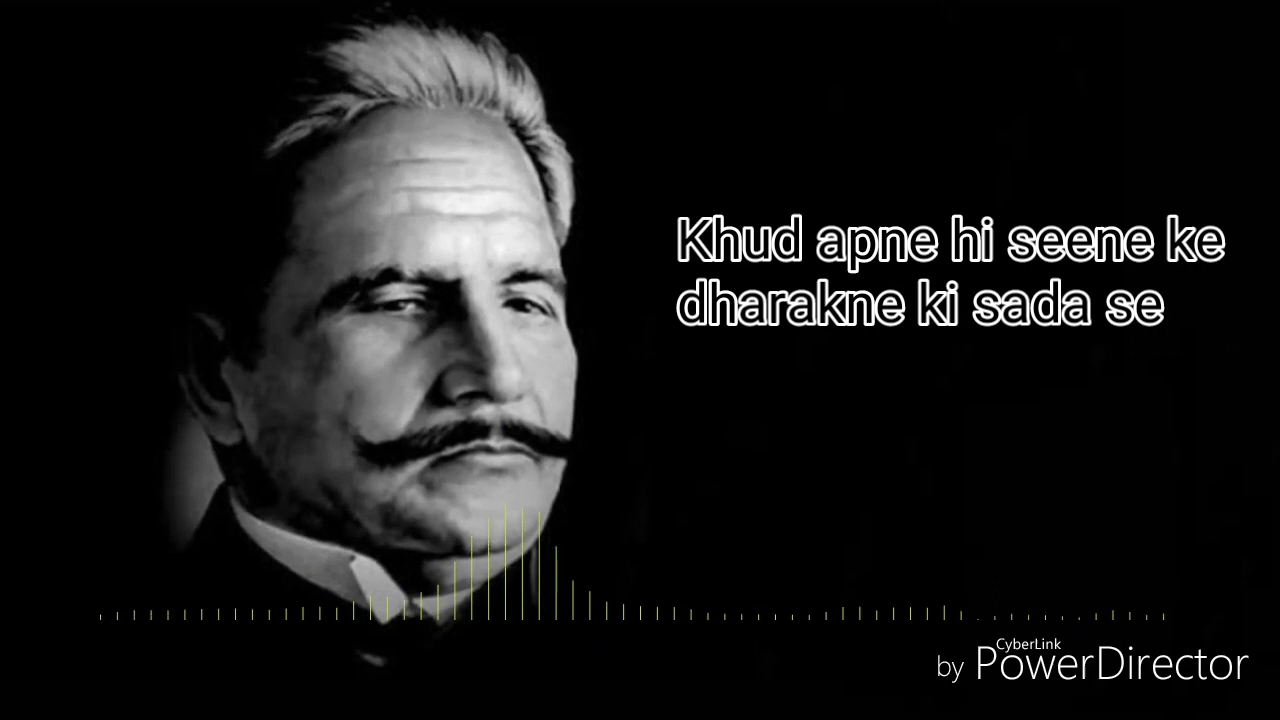 Khud apne hi seene ke
dharakne ki sada se
CyberLink
by PowerDirector